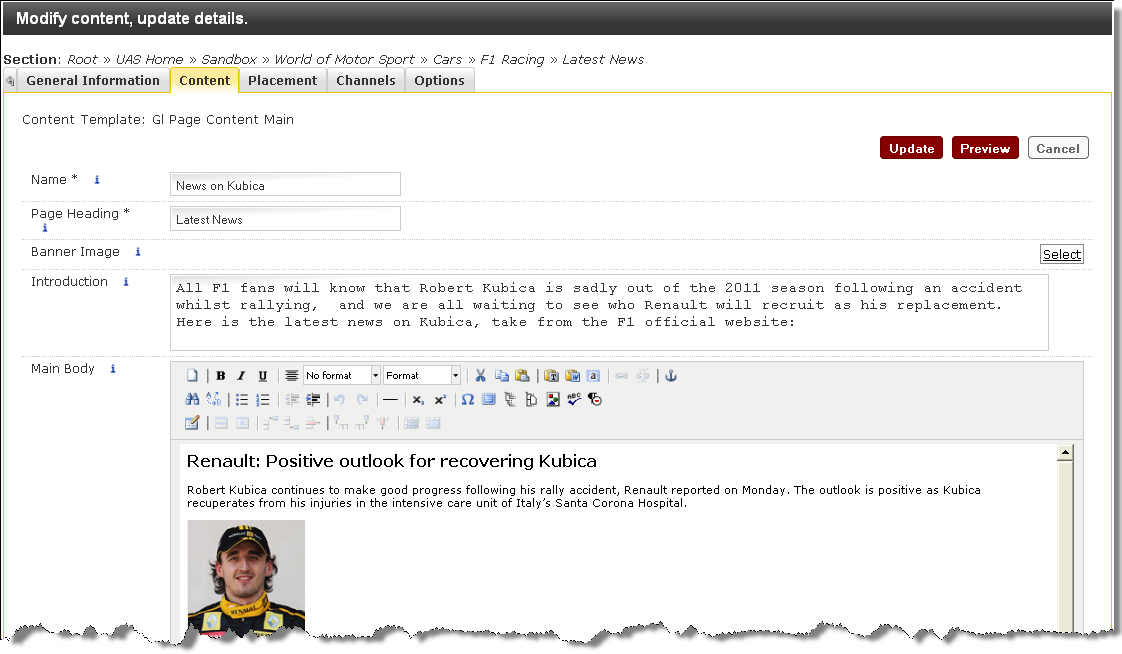 Modify content, update details.
Section: Root » UAS Home » Sandbox » World of Motor Sport » Cars » F1 Racing » Latest News
General Information Content Placement Channels Options
Content Template: Gl Page Content Main
Update Preview Cancel
Name * i
News on Kubica
Page Heading * i
Latest News
Banner Image i
Select
Introduction i
All F1 fans will know that Robert Kubica is sadly out of the 2011 season following an accident
whilst rallying,  and we are all waiting to see who Renault will recruit as his replacement.
Here is the latest news on Kubica, take from the F1 official website:
Main Body i
B I U No format Format
Renault: Positive outlook for recovering Kubica
Robert Kubica continues to make good progress following his rally accident, Renault reported on Monday. The outlook is positive as Kubica
recuperates from his injuries in the intensive care unit of Italy's Santa Corona Hospital.
RENAULT